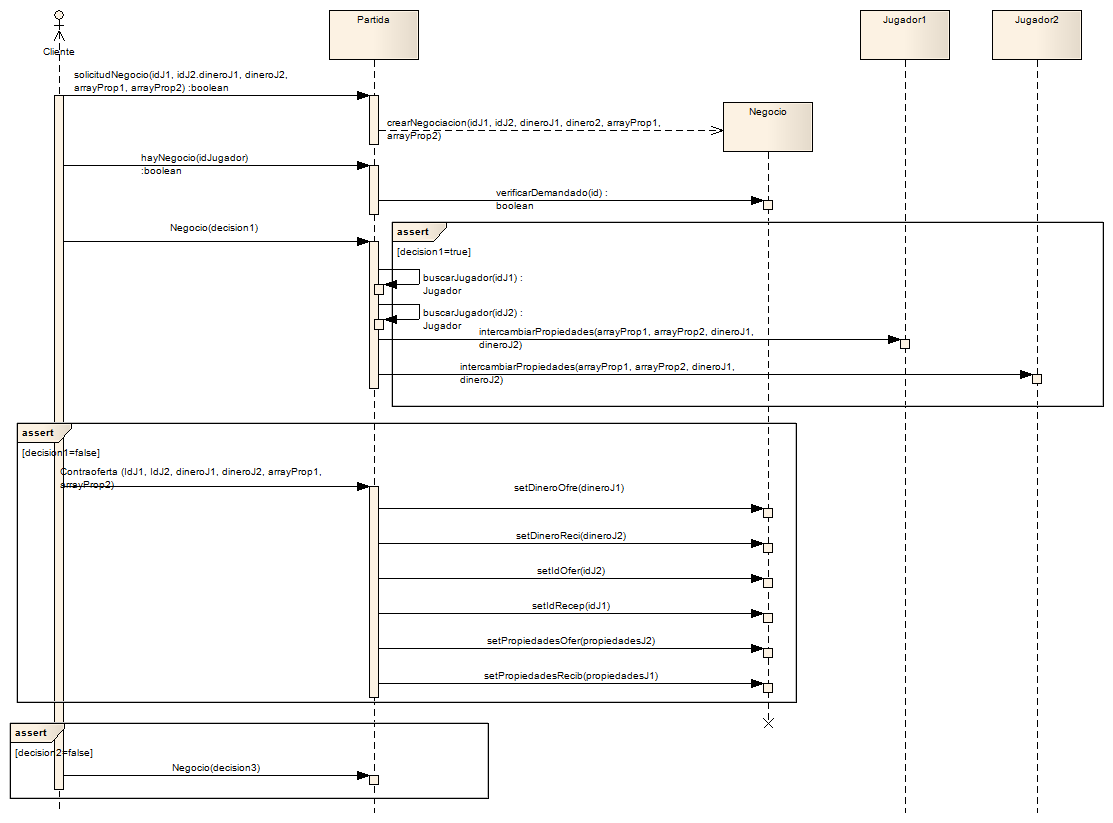 Cliente
Partida
Jugador1
Jugador2
solicitudNegocio(idJ1, idJ2.dineroJ1, dineroJ2,
arrayProp1, arrayProp2) :boolean
Negocio
crearNegociacion(idJ1, idJ2, dineroJ1, dinero2, arrayProp1,
arrayProp2)
hayNegocio(idJugador)
:boolean
verificarDemandado(id) :
boolean
Negocio(decision1)
assert
[decision1=true]
buscarJugador(idJ1) :
Jugador
buscarJugador(idJ2) :
Jugador
intercambiarPropiedades(arrayProp1, arrayProp2, dineroJ1,
dineroJ2)
intercambiarPropiedades(arrayProp1, arrayProp2, dineroJ1,
dineroJ2)
assert
[decision1=false]
Contraoferta (IdJ1, IdJ2, dineroJ1, dineroJ2, arrayProp1,
arrayProp2)
setDineroOfre(dineroJ1)
setDineroReci(dineroJ2)
setIdOfer(idJ2)
setIdRecep(idJ1)
setPropiedadesOfer(propiedadesJ2)
setPropiedadesRecib(propiedadesJ1)
assert
[decision2=false]
Negocio(decision3)